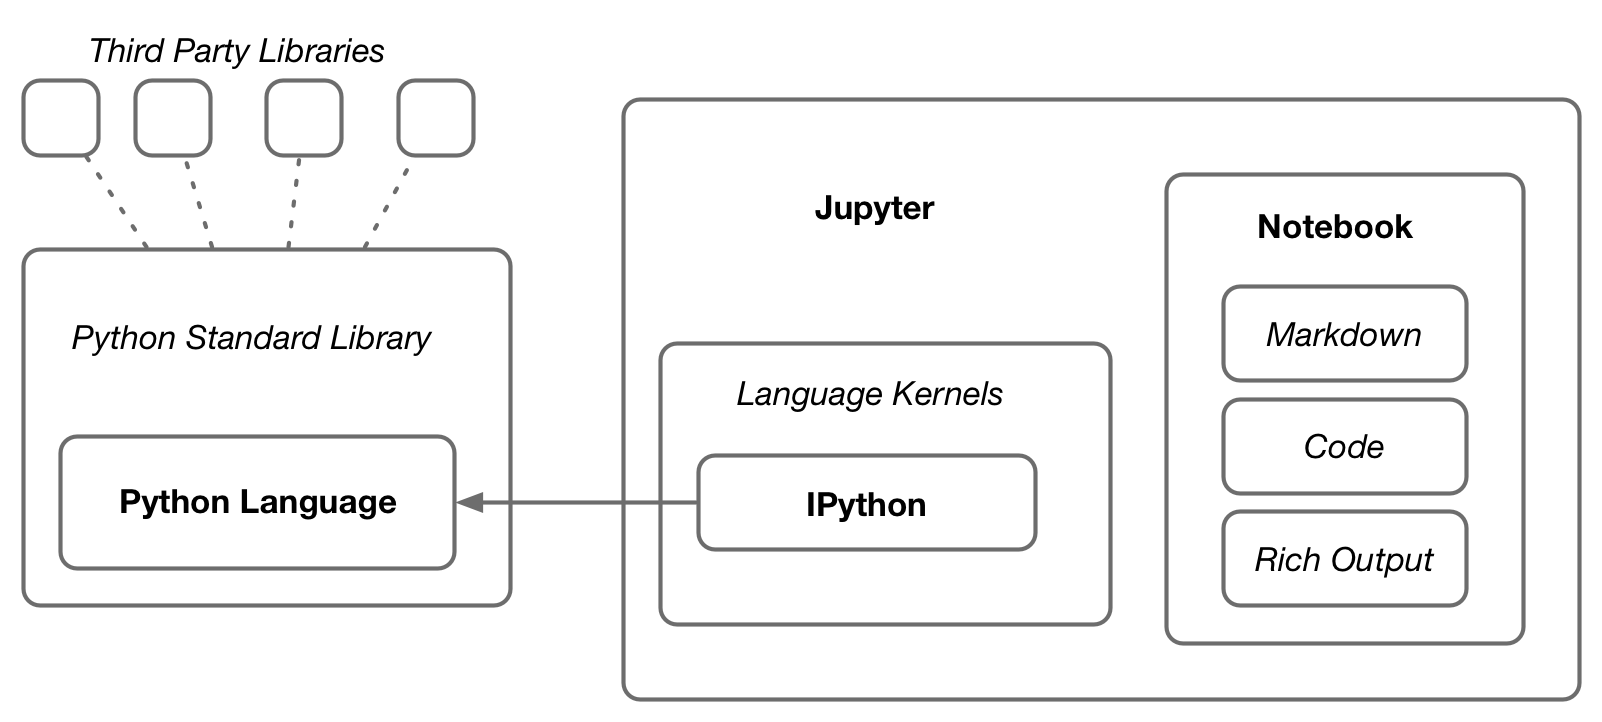 Third Party Libraries
Python Standard Library
Python Language
Jupyter
Language Kernels
IPython
Notebook
Markdown
Code
Rich Output